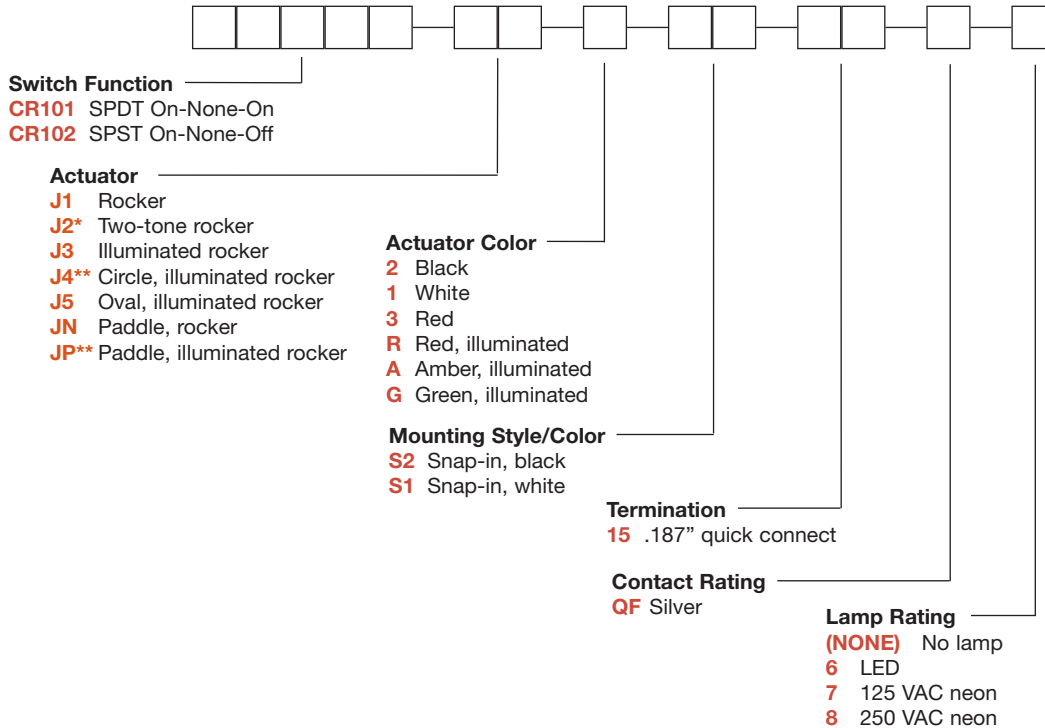 Switch Function
CR101 SPDT On-None-On
CR102 SPST On-None-Off
Actuator
J1 Rocker
J2* Two-tone rocker
J3 Illuminated rocker
J4** Circle, illuminated rocker
J5 Oval, illuminated rocker
JN Paddle, rocker
JP** Paddle, illuminated rocker
Actuator Color
2 Black
1 White
3 Red
R Red, illuminated
A Amber, illuminated
G Green, illuminated
Mounting Style/Color
S2 Snap-in, black
S1 Snap-in, white
Termination
15 .187” quick connect
Contact Rating
QF Silver
Lamp Rating
(NONE) No lamp
6 LED
7 125 VAC neon
8 250 VAC neon